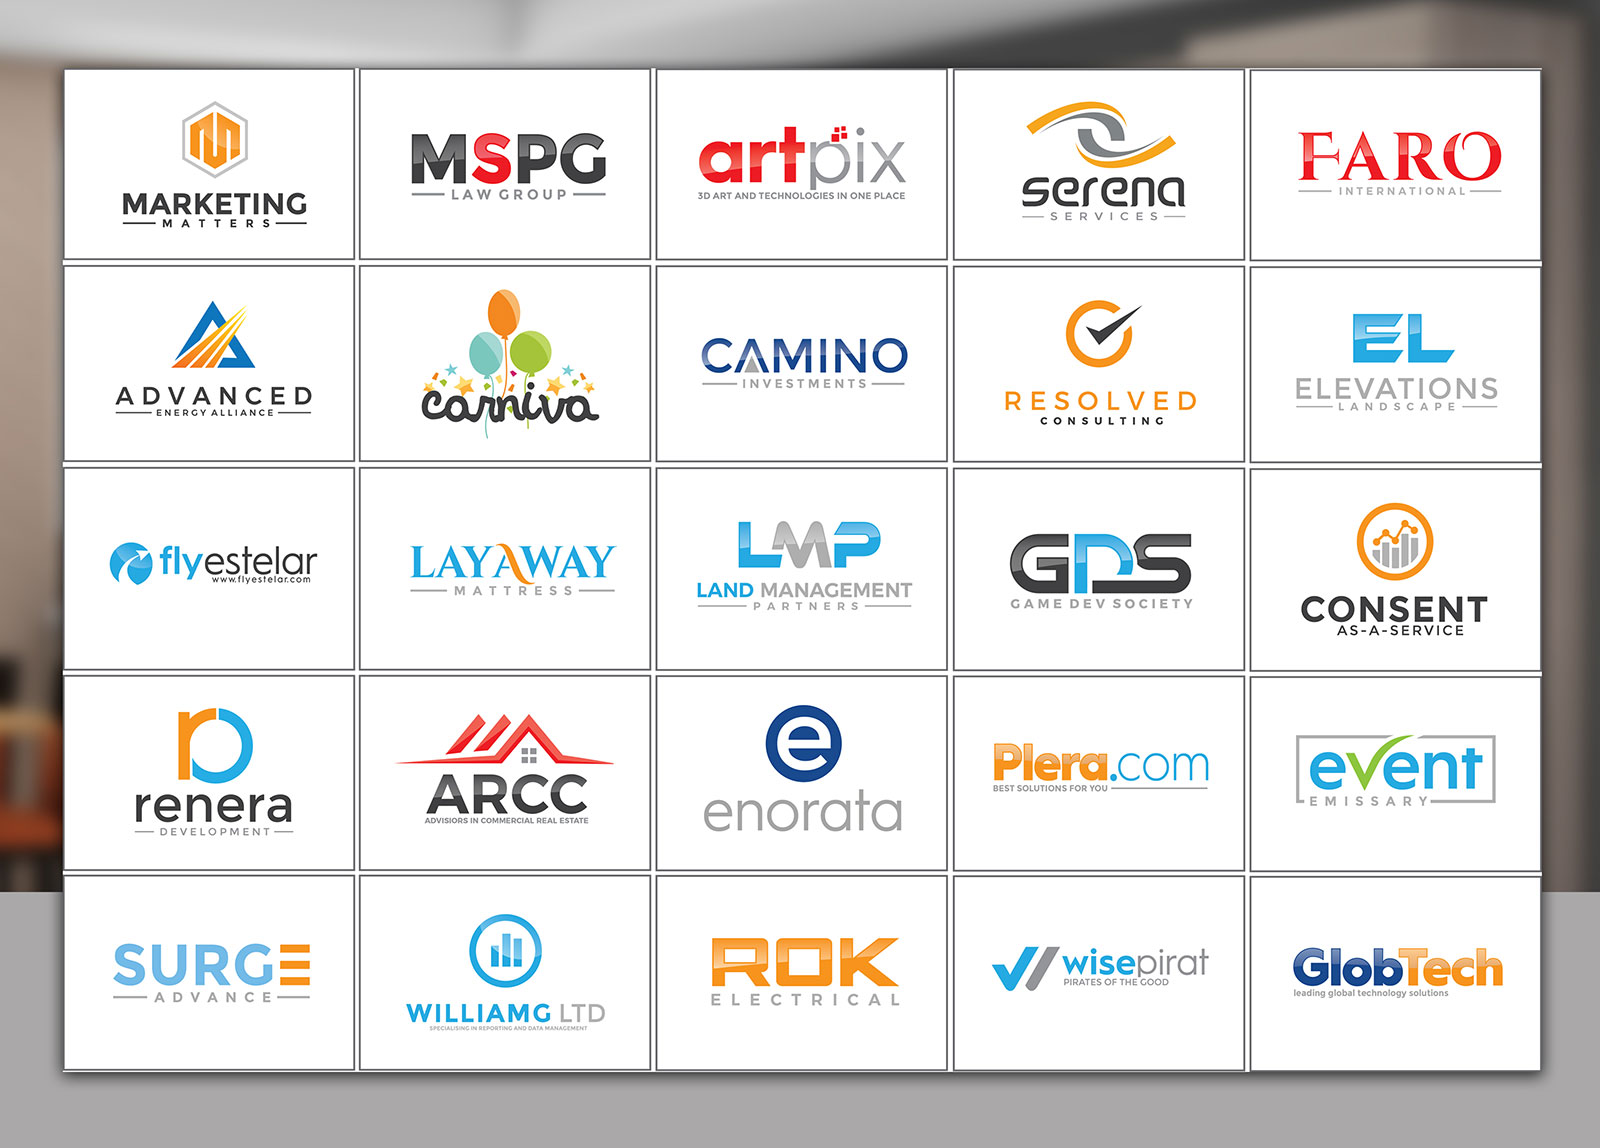 MARKETING
MATTERS
MSPG
LAW GROUP
artpix
3D ART AND TECHNOLOGIES IN ONE PLACE
serena
SERVICES
FARO
INTERNATIONAL
ADVANCED
ENERGY ALLIANCE
carniva
CAMINO
INVESTMENTS
RESOLVED
CONSULTING
EL
ELEVATIONS
LANDSCAPE
flyestelar
www.flyestelar.com
LAYAWAY
MATTRESS
LMP
LAND MANAGEMENT
PARTNERS
GDS
GAME DEV SOCIETY
CONSENT
AS-A-SERVICE
renera
DEVELOPMENT
ARCC
ADVISIORS IN COMMERCIAL REAL ESTATE
e
enorata
Plera.com
BEST SOLUTIONS FOR YOU
event
EMISSARY
SURGE
ADVANCE
WILLIAMG LTD
SPECIALISING IN REPORTING AND DATA MANAGEMENT
ROK
ELECTRICAL
wisepirat
PIRATES OF THE GOOD
GlobTech
leading global technology solutions